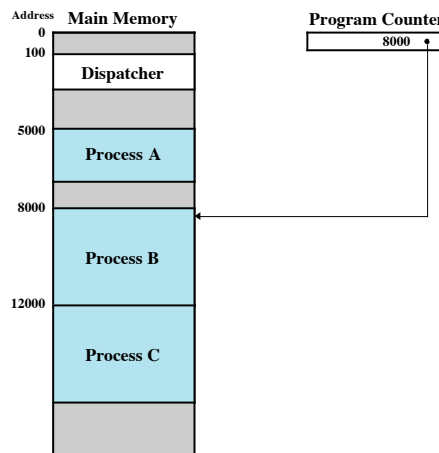 Address
Main Memory
Program Counter
0
8000
100
Dispatcher
5000
Process A
8000
Process B
12000
Process C